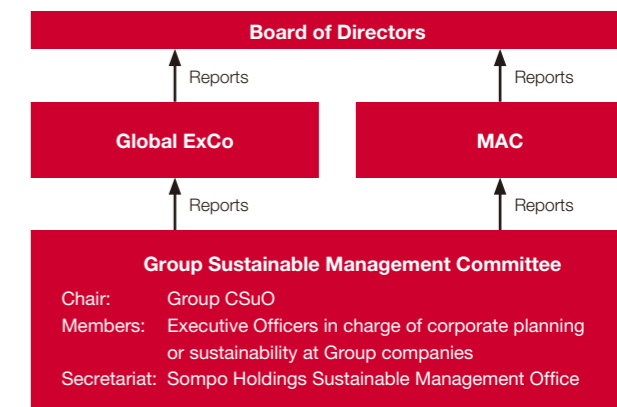 Board of Directors
Reports
Reports
Global ExCo
MAC
Reports
Reports
Group Sustainable Management Committee
Chair: Group CSuO
Members: Executive Officers in charge of corporate planning
or sustainability at Group companies
Secretariat: Sompo Holdings Sustainable Management Office